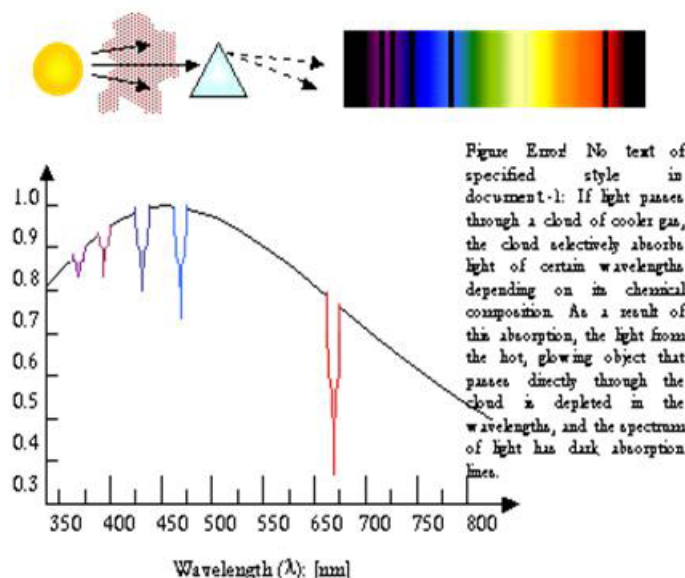 Figure Error! No text of
specified style in
document.-1: If light passes
through a cloud of cooler gas,
the cloud selectively absorbs
light of certain wavelengths
depending on its chemical
composition. As a result of
this absorption, the light from
the hot, glowing object that
passes directly through the
cloud is depleted in the
wavelengths, and the spectrum
of light has dark absorption
lines.
1.0
0.9
0.8
0.7
0.6
0.5
0.4
0.3
350 400 450 500 550 650 700 750 800
Wavelength (λ): [nm]